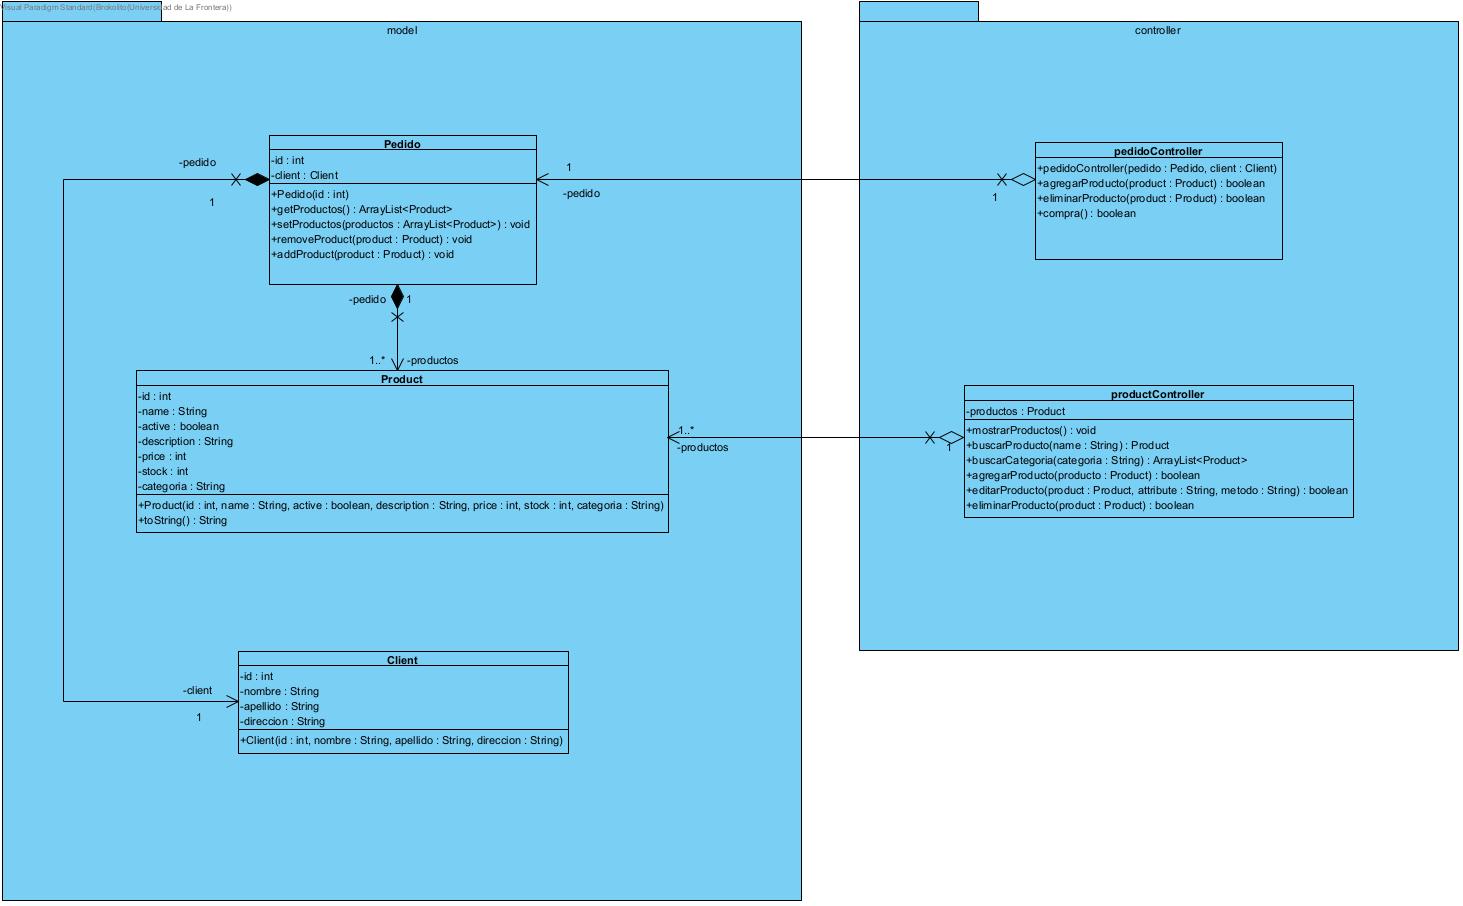 Visual Paradigm Standard(Brokolito(Universidad de La Frontera))
model
Pedido
-id : int
-client : Client
+Pedido(id : int)
+getProductos() : ArrayList<Product>
+setProductos(productos : ArrayList<Product>) : void
+removeProduct(product : Product) : void
+addProduct(product : Product) : void
-pedido
1
1
-pedido
-pedido
1
1..*
-productos
Product
-id : int
-name : String
-active : boolean
-description : String
-price : int
-stock : int
-categoria : String
+Product(id : int, name : String, active : boolean, description : String, price : int, stock : int, categoria : String)
+toString() : String
1..*
-productos
Client
-id : int
-nombre : String
-apellido : String
-direccion : String
+Client(id : int, nombre : String, apellido : String, direccion : String)
-client
1
controller
pedidoController
+pedidoController(pedido : Pedido, client : Client)
+agregarProducto(product : Product) : boolean
+eliminarProducto(product : Product) : boolean
+compra() : boolean
1
productController
-productos : Product
+mostrarProductos() : void
+buscarProducto(name : String) : Product
+buscarCategoria(categoria : String) : ArrayList<Product>
+agregarProducto(producto : Product) : boolean
+editarProducto(product : Product, attribute : String, metodo : String) : boolean
+eliminarProducto(product : Product) : boolean
1